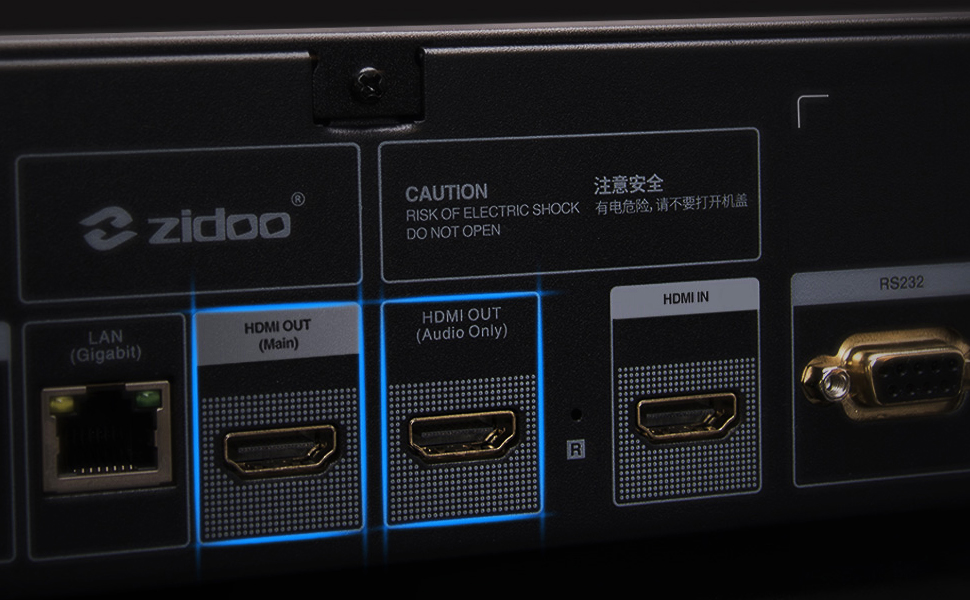 zidoo®
CAUTION
RISK OF ELECTRIC SHOCK
DO NOT OPEN
注意安全
有电危险, 请不要打开机盖
LAN
(Gigabit)
HDMI OUT
(Main)
HDMI OUT
(Audio Only)
R
HDMI IN
RS232